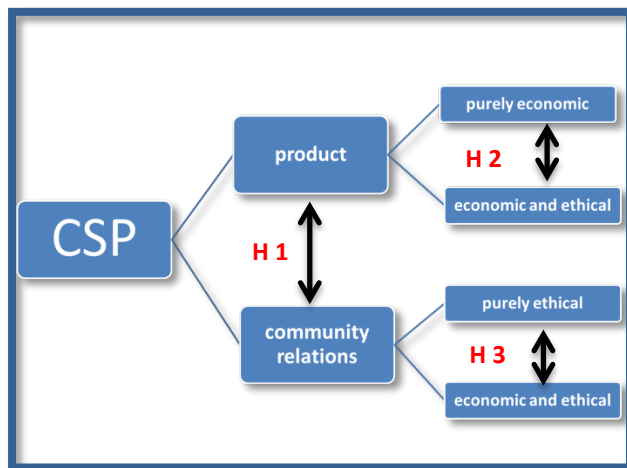 purely economic
product
H 2
economic and ethical
CSP
H 1
purely ethical
community
relations
H 3
economic and ethical